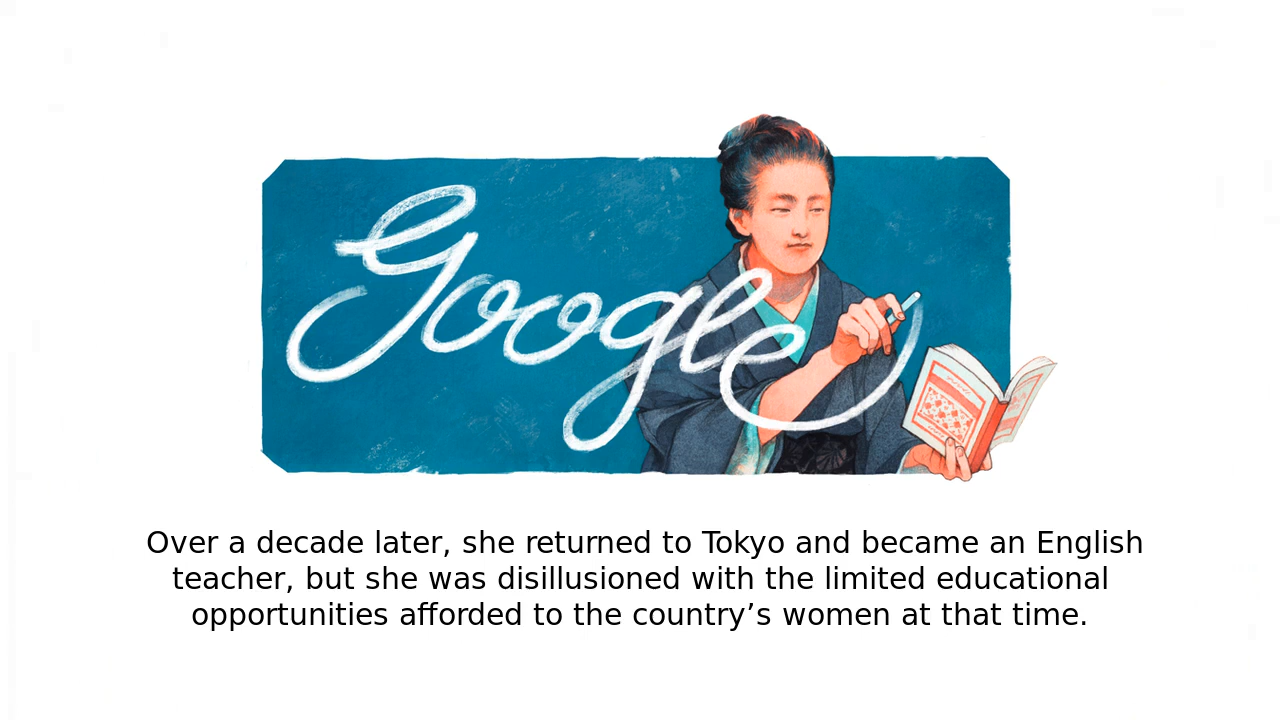 Google
Over a decade later, she returned to Tokyo and became an English
teacher, but she was disillusioned with the limited educational
opportunities afforded to the country’s women at that time.